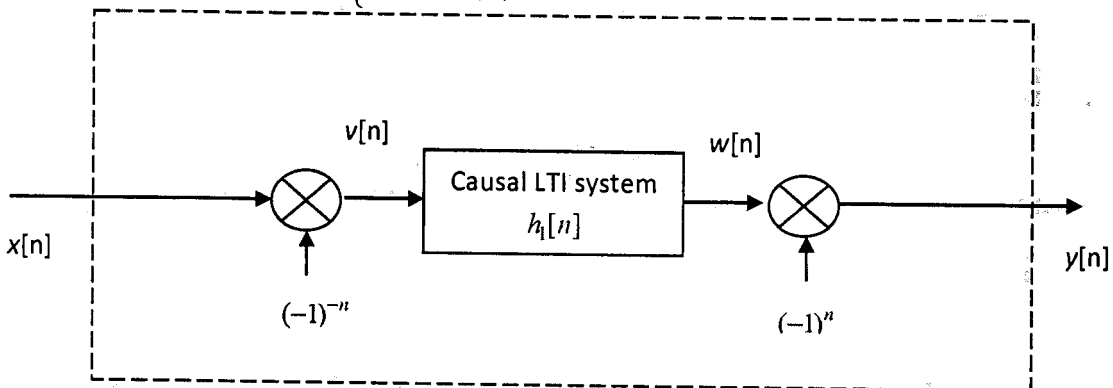 v[n]
w[n]
Causal LTI system
h₁[n]
x[n]
y[n]
(−1)⁻ⁿ
(−1)ⁿ